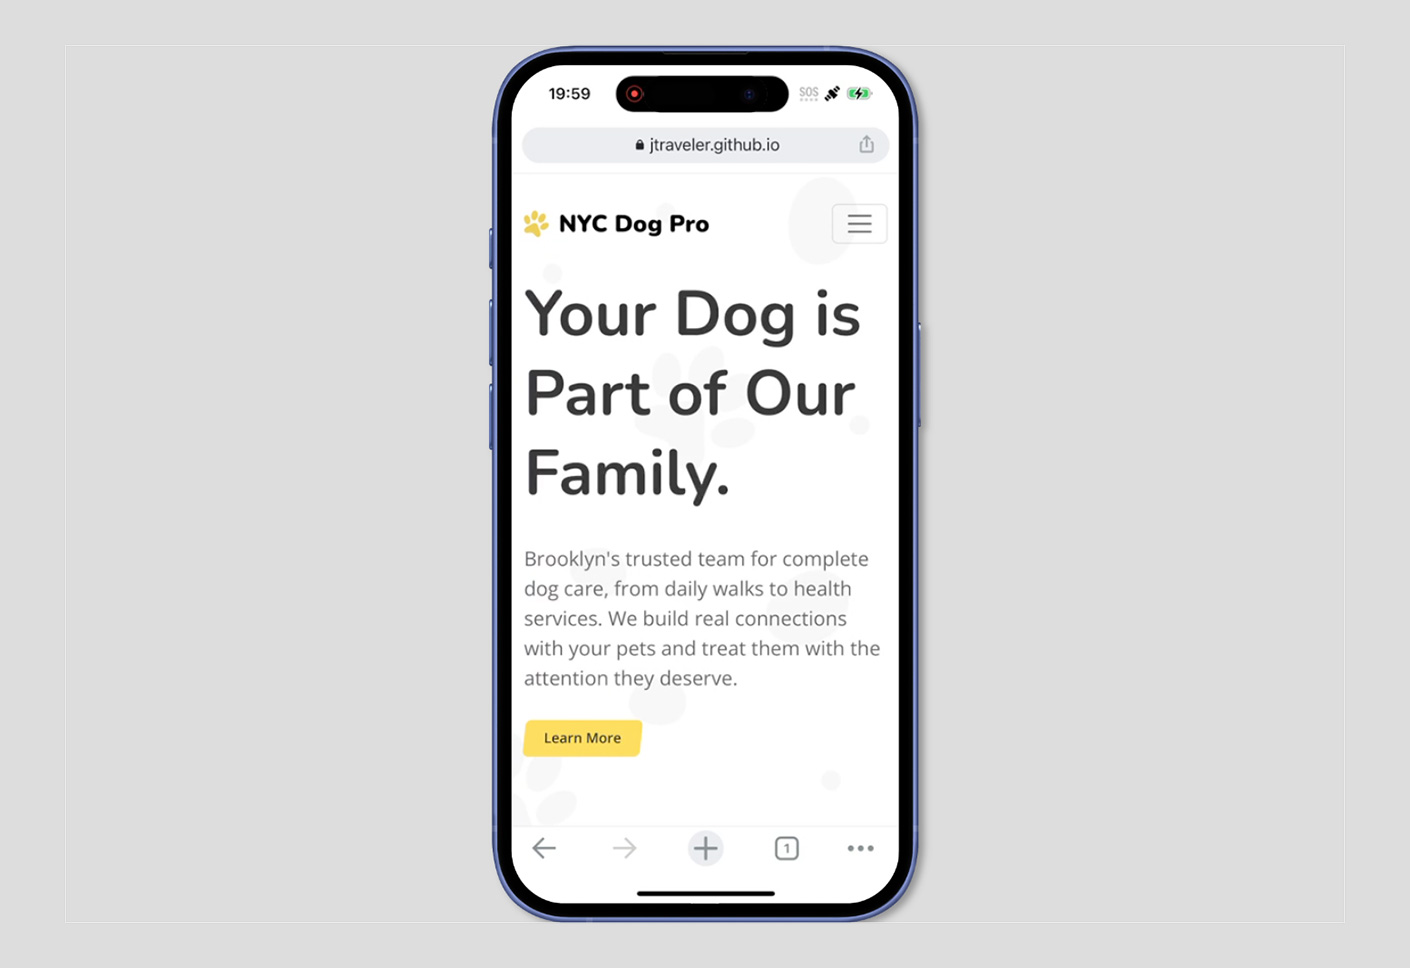 19:59
SOS
jtraveler.github.io
NYC Dog Pro
Your Dog is
Part of Our
Family.
Brooklyn's trusted team for complete
dog care, from daily walks to health
services. We build real connections
with your pets and treat them with the
attention they deserve.
Learn More
1